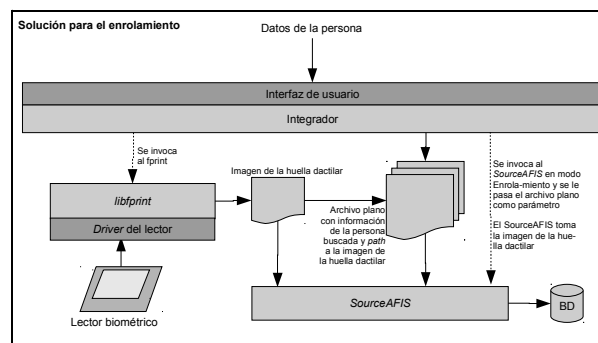 Solución para el enrolamiento
Datos de la persona
Interfaz de usuario
Integrador
Se invoca
al fprint
Imagen de la huella dactilar
Se invoca al
SourceAFIS en modo
Enrola-miento y se le
pasa el archivo plano
como parámetro
libfprint
Driver del lector
Archivo plano
con información
de la persona
buscada y path
a la imagen de
la huella dactilar
El SourceAFIS toma
la imagen de la hue-
lla dactilar
Lector biométrico
SourceAFIS
BD